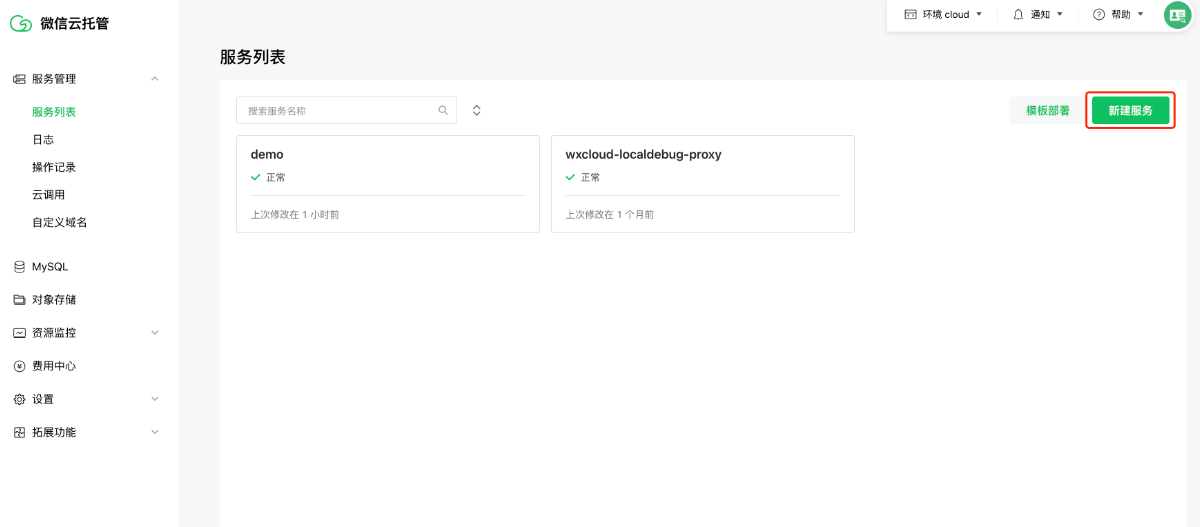 微信云托管
环境 cloud
通知
帮助
服务列表
服务管理
服务列表
日志
操作记录
云调用
自定义域名
MySQL
对象存储
资源监控
费用中心
设置
拓展功能
搜索服务名称
模板部署
新建服务
demo
正常
上次修改在 1 小时前
wxcloud-localdebug-proxy
正常
上次修改在 1 个月前